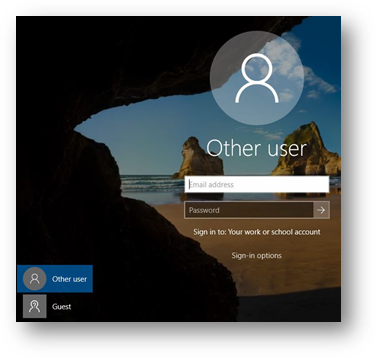 Other user
Email address
Password
Sign in to: Your work or school account
Sign-in options
Other user
Guest